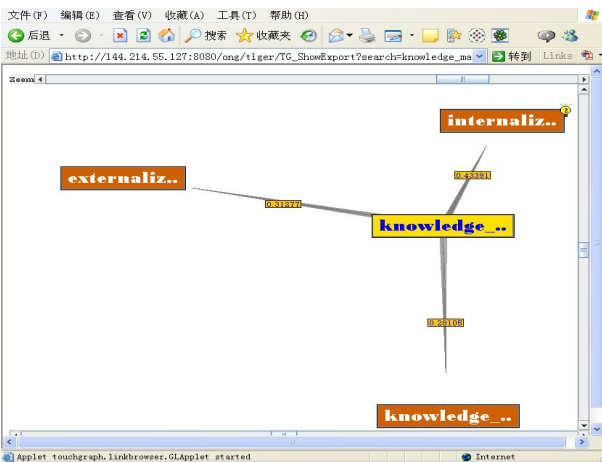 文件(F) 编辑(E) 查看(V) 收藏(A) 工具(T) 帮助(H)
后退 搜索 收藏夹
地址(D) http://144.214.55.127:8080/ong/tiger/TG_ShowExport?search=knowledge_ma 转到 Links
Zoom
internaliz..
0.43391
externaliz..
0.31277
knowledge_..
0.28105
knowledge_..
Applet touchgraph.linkbrowser.GLApplet started Internet